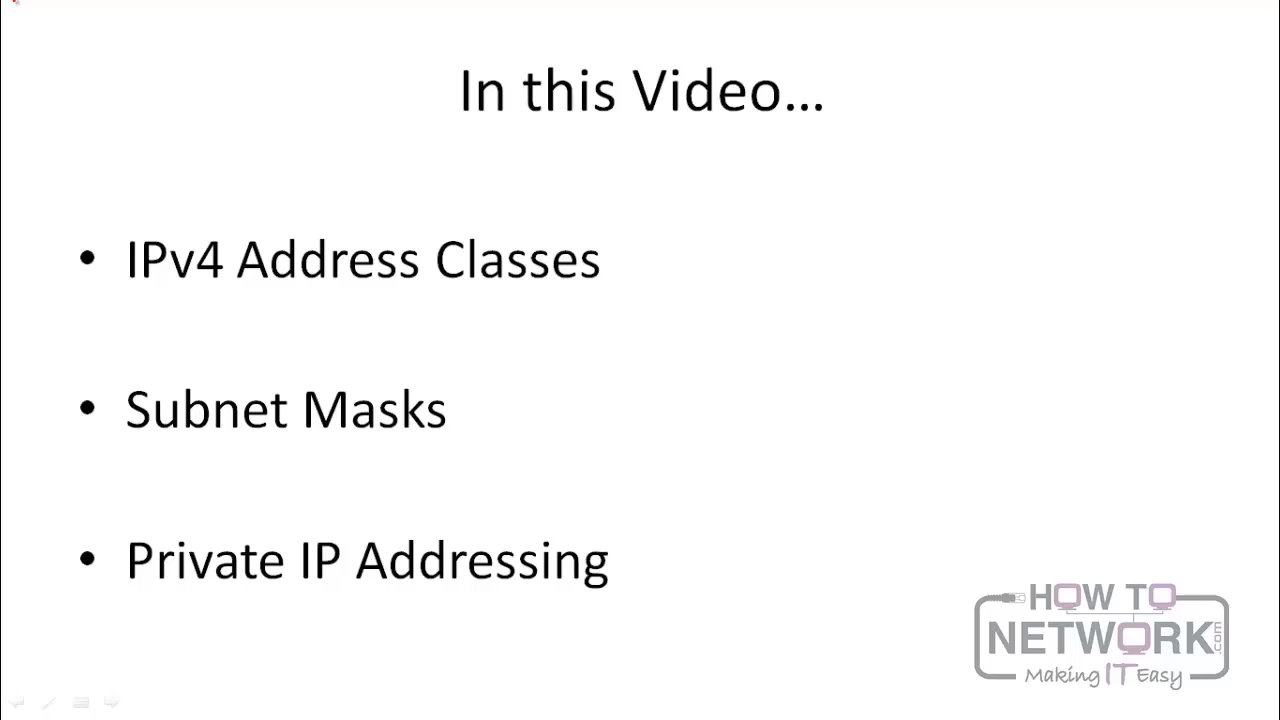 In this Video...
• IPv4 Address Classes
• Subnet Masks
• Private IP Addressing
HOW TO
NETWORK.com
Making IT Easy